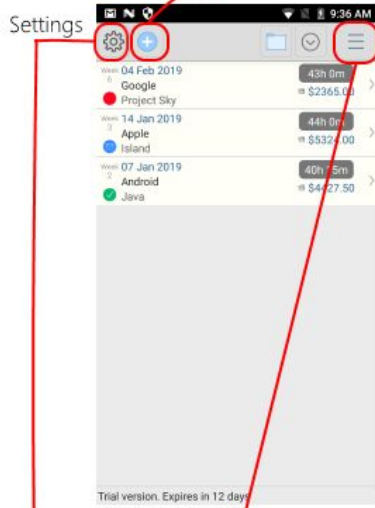 Settings
9:36 AM
Week 04 Feb 2019
6
43h 0m
Google
$2365.00
Project Sky
Week 14 Jan 2019
3
44h 0m
Apple
$5324.00
Island
Week 07 Jan 2019
2
Android
$4427.50
Java
Trial version. Expires in 12 days